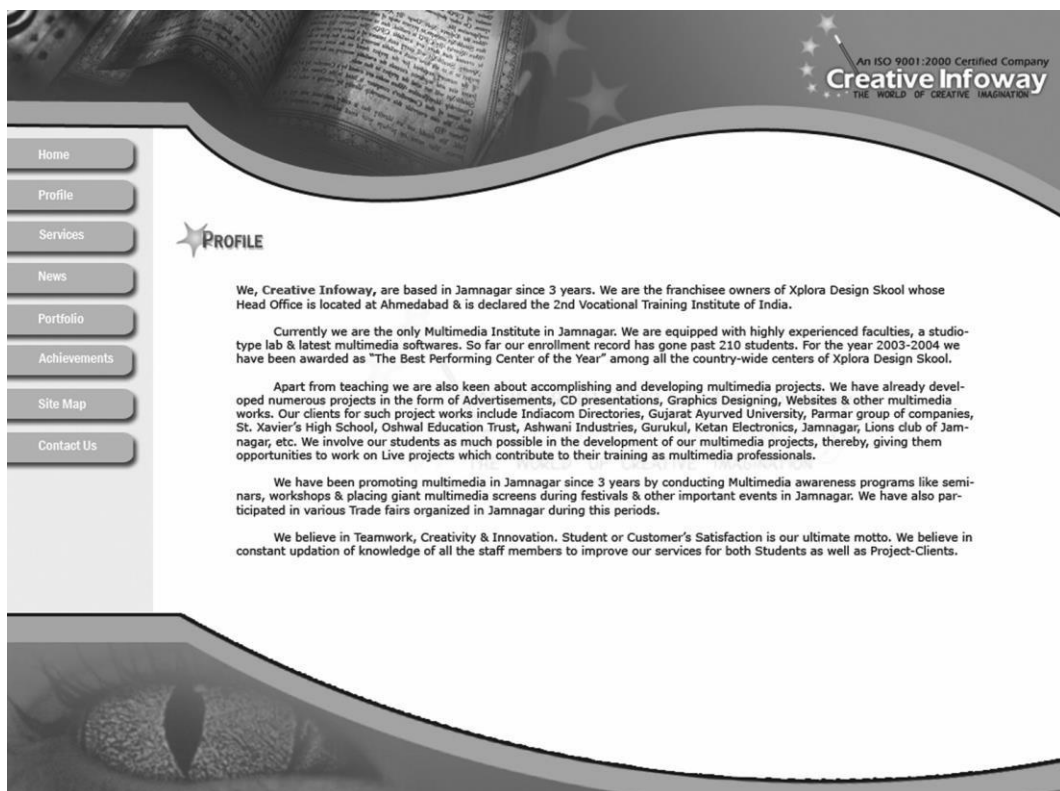 An ISO 9001:2000 Certified Company
Creative Infoway
THE WORLD OF CREATIVE IMAGINATION
Home
Profile
Services
News
Portfolio
Achievements
Site Map
Contact Us
PROFILE
We, Creative Infoway, are based in Jamnagar since 3 years. We are the franchisee owners of Xplora Design Skool whose
Head Office is located at Ahmedabad & is declared the 2nd Vocational Training Institute of India.
Currently we are the only Multimedia Institute in Jamnagar. We are equipped with highly experienced faculties, a studio-
type lab & latest multimedia softwares. So far our enrollment record has gone past 210 students. For the year 2003-2004 we
have been awarded as “The Best Performing Center of the Year” among all the country-wide centers of Xplora Design Skool.
Apart from teaching we are also keen about accomplishing and developing multimedia projects. We have already devel-
oped numerous projects in the form of Advertisements, CD presentations, Graphics Designing, Websites & other multimedia
works. Our clients for such project works include Indiacom Directories, Gujarat Ayurved University, Parmar group of companies,
St. Xavier’s High School, Oshwal Education Trust, Ashwani Industries, Gurukul, Ketan Electronics, Jamnagar, Lions club of Jam-
nagar, etc. We involve our students as much possible in the development of our multimedia projects, thereby, giving them
opportunities to work on Live projects which contribute to their training as multimedia professionals.
THE WORLD OF CREATIVE IMAGINATION
We have been promoting multimedia in Jamnagar since 3 years by conducting Multimedia awareness programs like semi-
nars, workshops & placing giant multimedia screens during festivals & other important events in Jamnagar. We have also par-
ticipated in various Trade fairs organized in Jamnagar during this periods.
We believe in Teamwork, Creativity & Innovation. Student or Customer’s Satisfaction is our ultimate motto. We believe in
constant updation of knowledge of all the staff members to improve our services for both Students as well as Project-Clients.